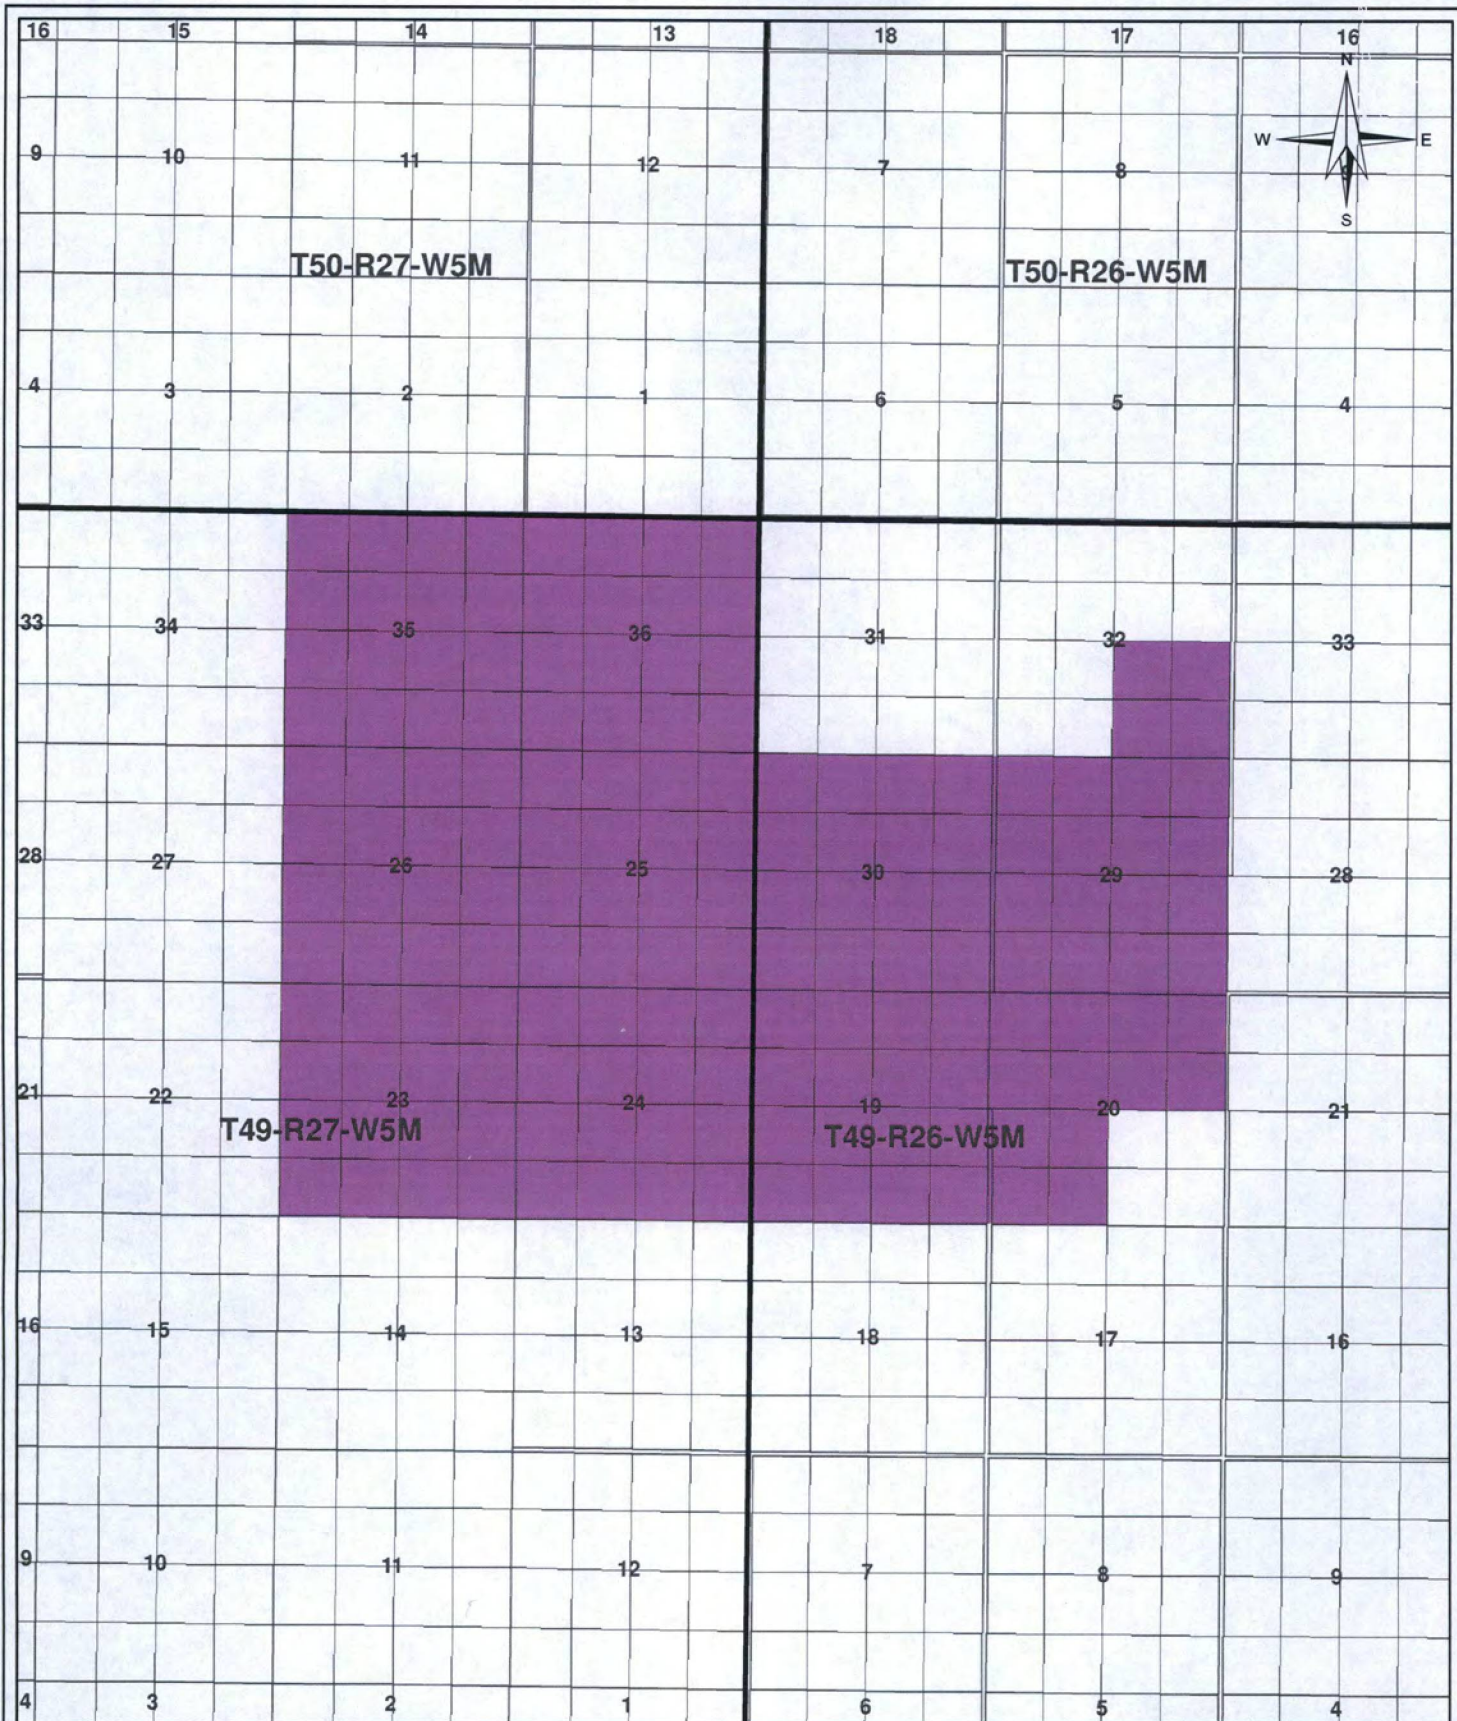 16 15 14 13 18 17 16
N
W E
S
9 10 11 12 7 8
T50-R27-W5M T50-R26-W5M
4 3 2 1 6 5 4
33 34 35 36 31 32 33
28 27 26 25 30 29 28
21 22 23 24 19 20 21
T49-R27-W5M T49-R26-W5M
16 15 14 13 18 17 16
9 10 11 12 7 8 9
4 3 2 1 6 5 4